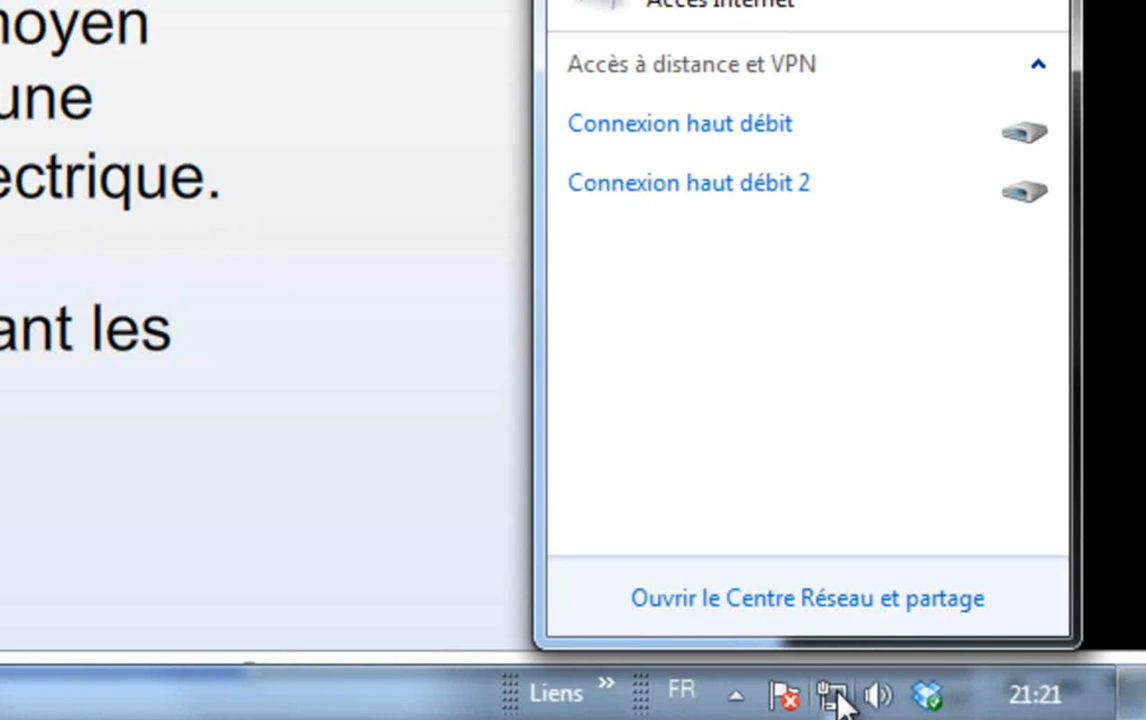 moyen
une
ectrique.
ant les
Accès Internet
Accès à distance et VPN
Connexion haut débit
Connexion haut débit 2
Ouvrir le Centre Réseau et partage
Liens
»
FR
21:21